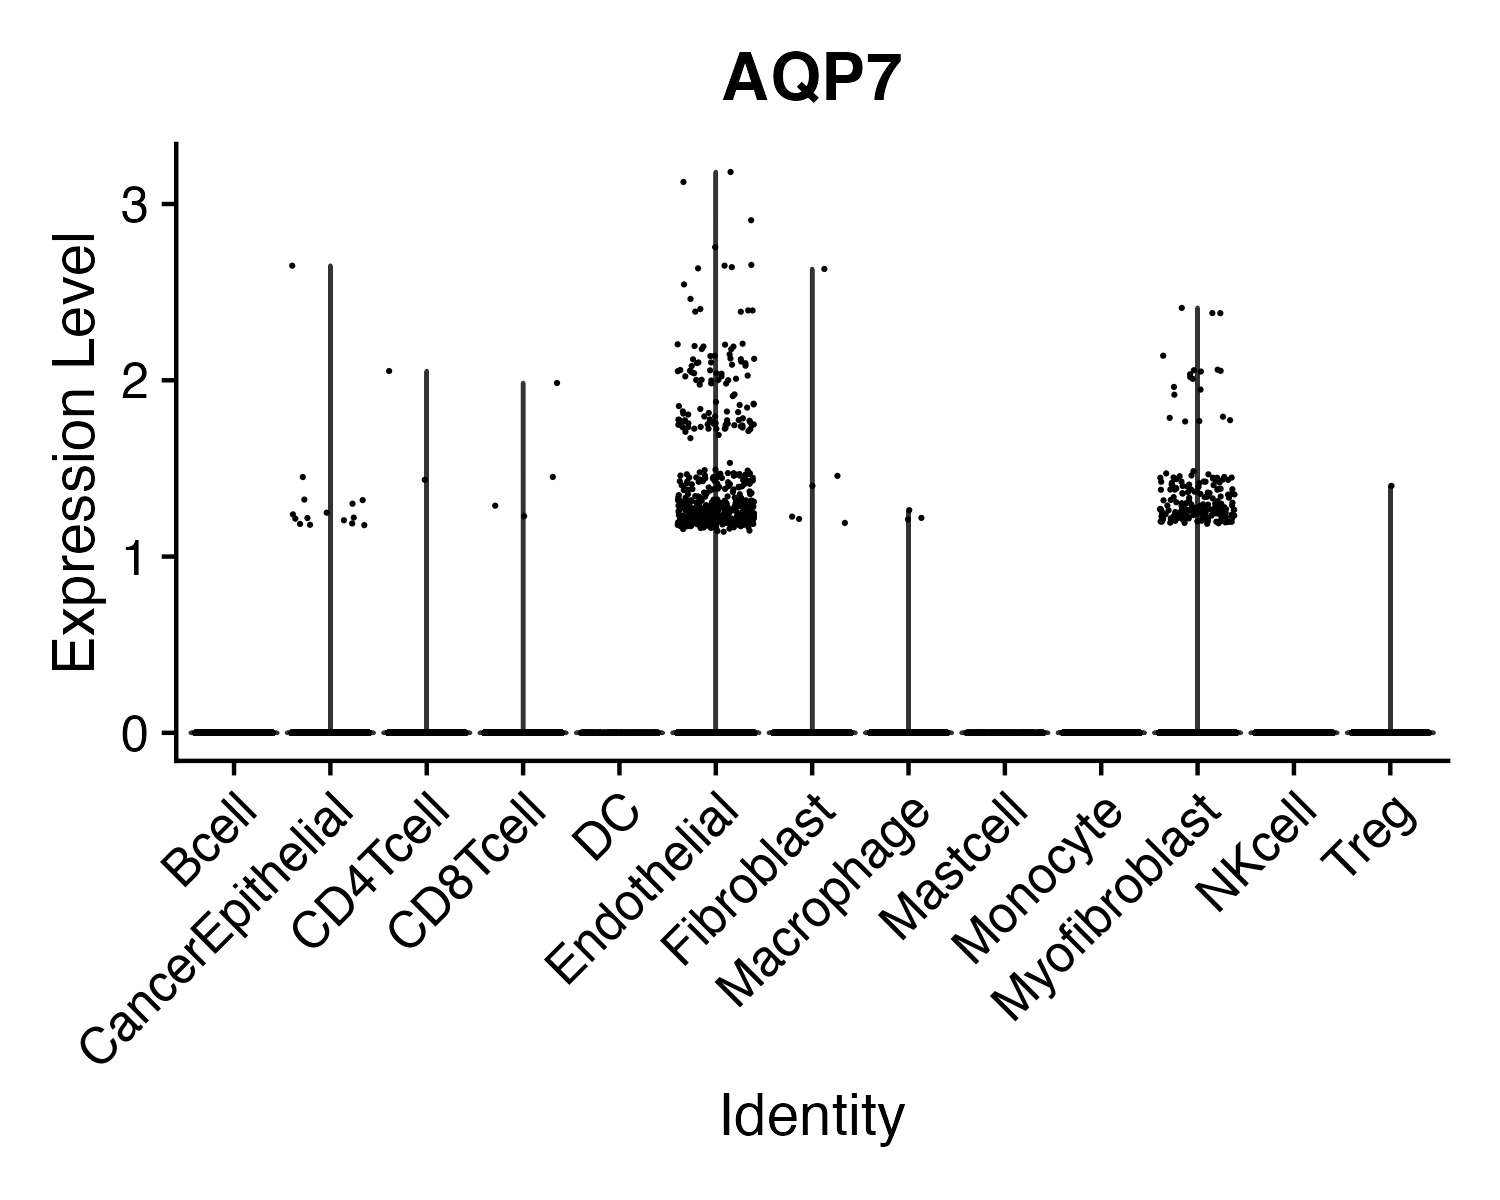 AQP7
Expression Level
3
2
1
0
Bcell
CancerEpithelial
CD4Tcell
CD8Tcell
DC
Endothelial
Fibroblast
Macrophage
Mastcell
Monocyte
Myofibroblast
NKcell
Treg
Identity